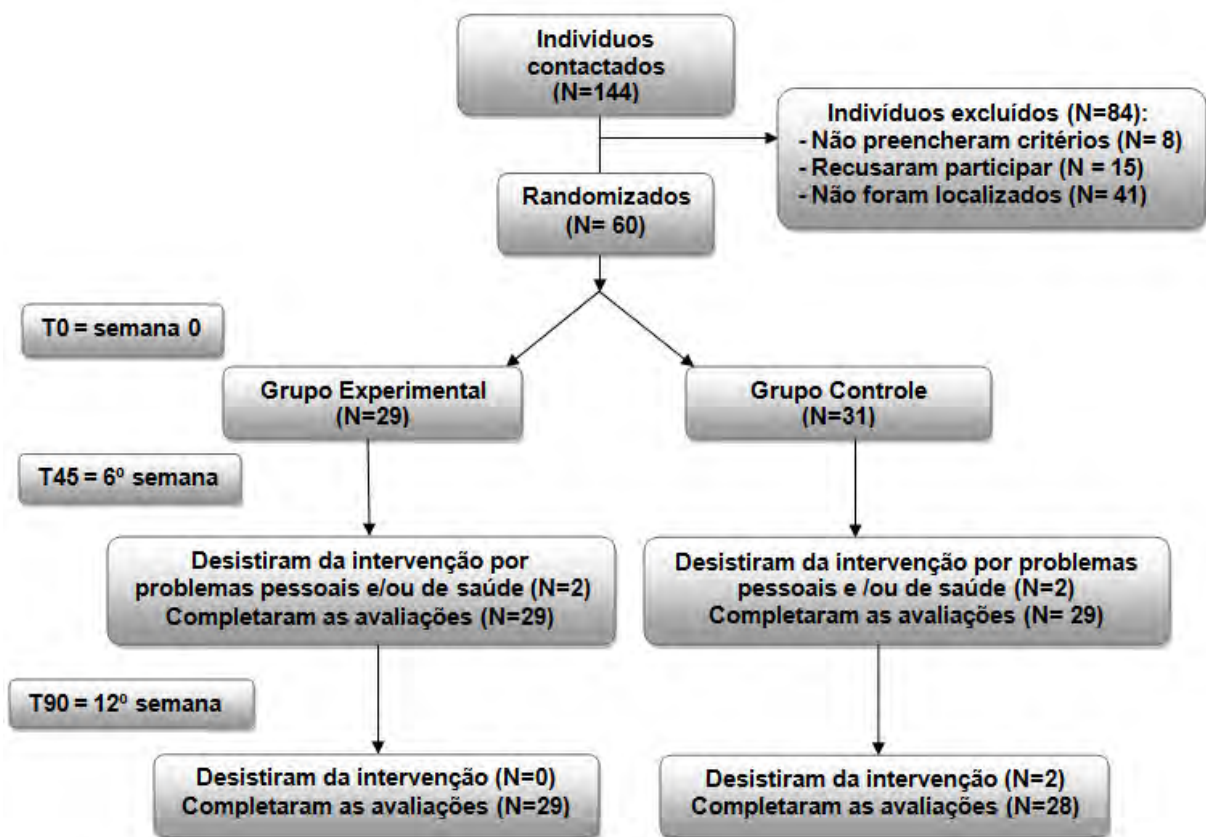 Individuos
contactados
(N=144)
Indivíduos excluídos (N=84):
- Não preencheram critérios (N= 8)
- Recusaram participar (N = 15)
- Não foram localizados (N= 41)
Randomizados
(N= 60)
T0 = semana 0
Grupo Experimental
(N=29)
Grupo Controle
(N=31)
T45 = 6º semana
Desistiram da intervenção por
problemas pessoais e/ou de saúde (N=2)
Completaram as avaliações (N=29)
Desistiram da intervenção por problemas
pessoais e /ou de saúde (N=2)
Completaram as avaliações (N= 29)
T90 = 12º semana
Desistiram da intervenção (N=0)
Completaram as avaliações (N=29)
Desistiram da intervenção (N=2)
Completaram as avaliações (N=28)